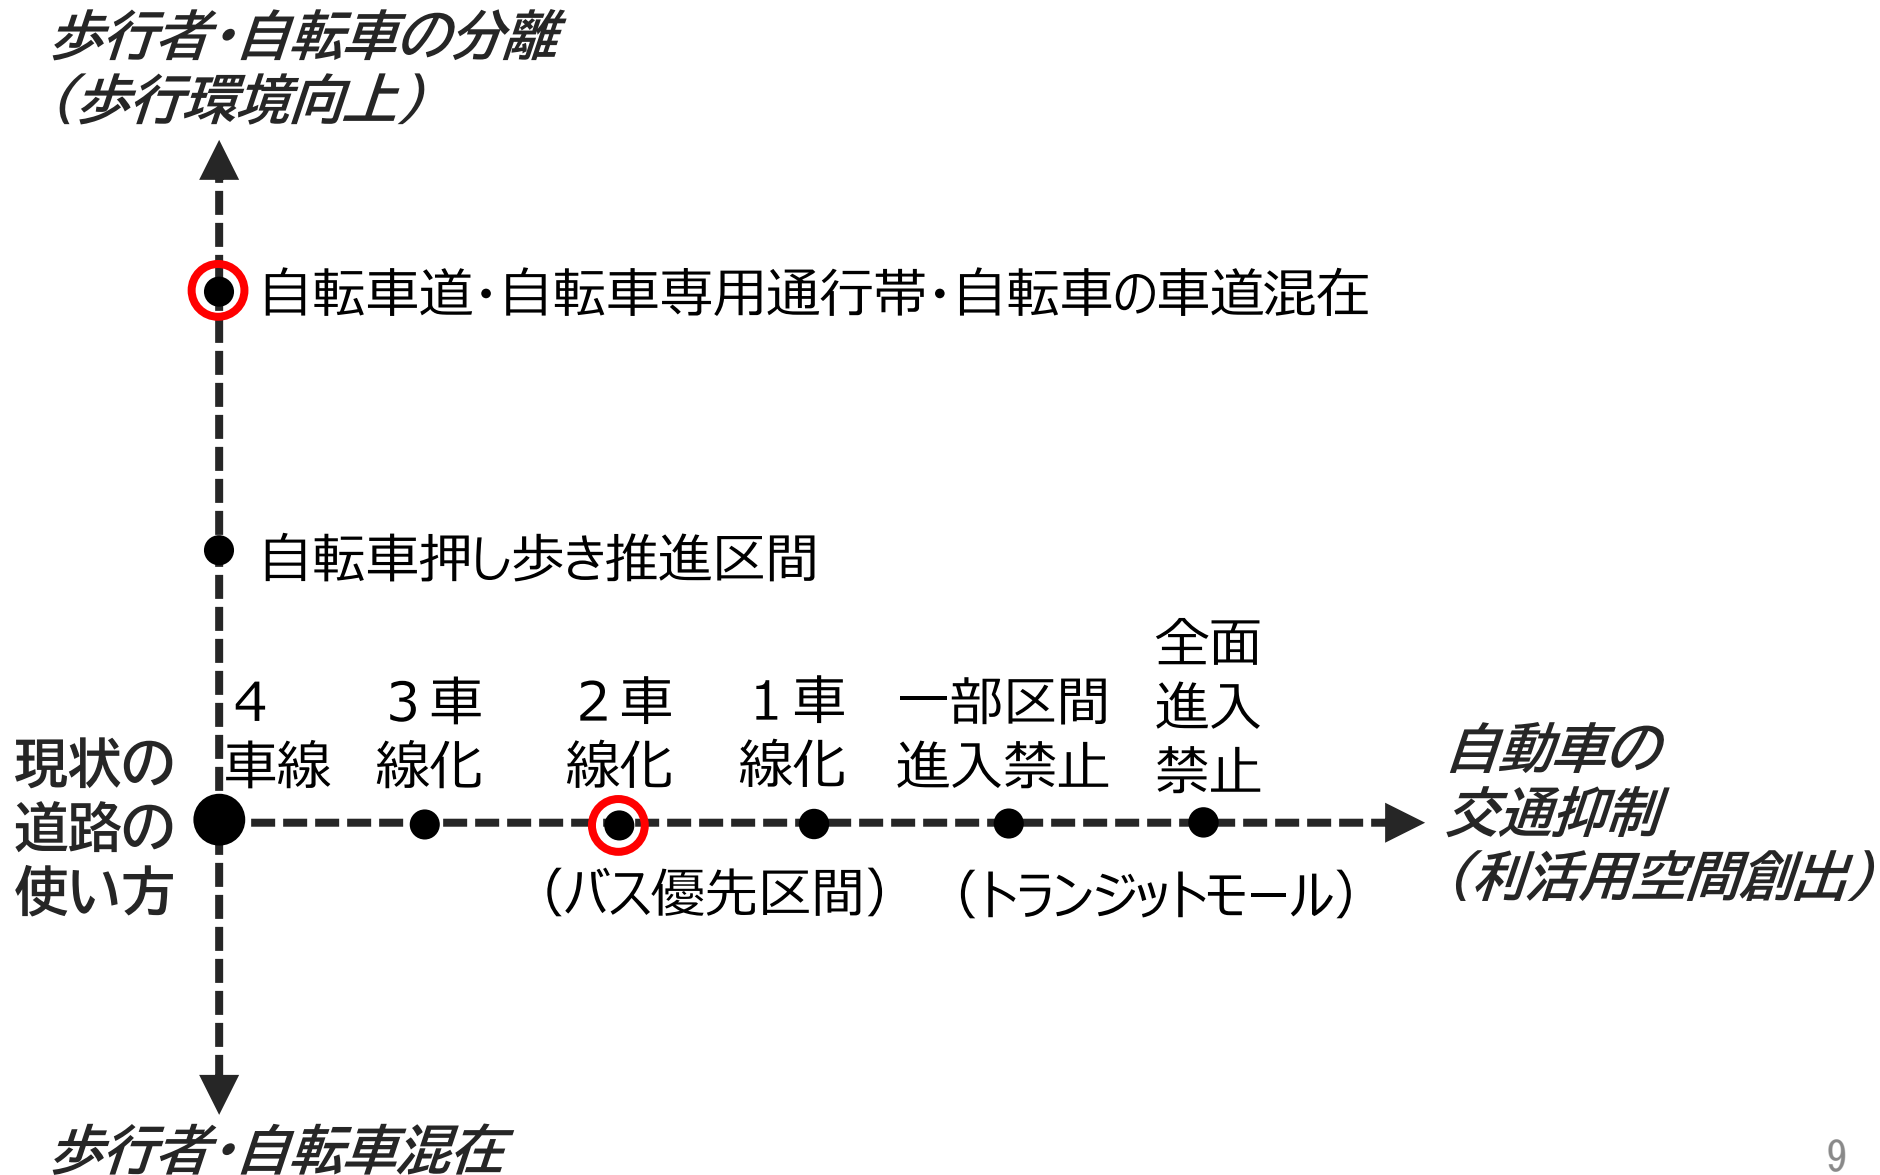 歩行者・自転車の分離
（歩行環境向上）
自転車道・自転車専用通行帯・自転車の車道混在
自転車押し歩き推進区間
現状の
道路の
使い方
４
車線
３車
線化
２車
線化
１車
線化
一部区間
進入禁止
全面
進入
禁止
（バス優先区間）
（トランジットモール）
自動車の
交通抑制
（利活用空間創出）
歩行者・自転車混在
9